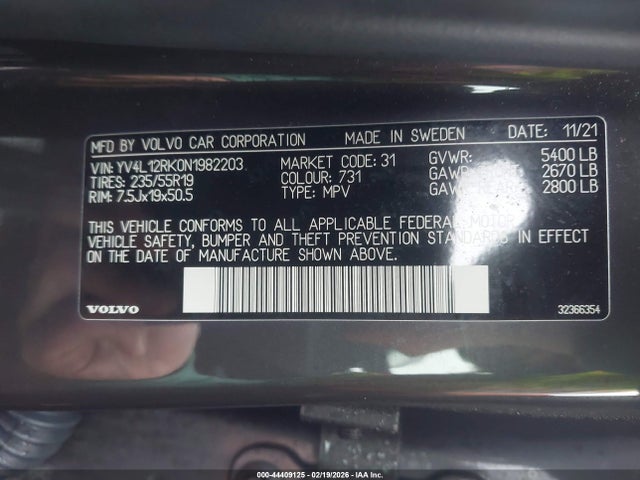 MFD BY VOLVO CAR CORPORATION MADE IN SWEDEN DATE: 11/21
VIN: YV4L12RK0N1982203 MARKET CODE: 31 GVWR: 5400 LB
TIRES: 235/55R19 COLOUR: 731 GAWR 2670 LB
RIM: 7.5Jx19x50.5 TYPE: MPV 2800 LB
THIS VEHICLE CONFORMS TO ALL APPLICABLE FEDERAL MOTOR
VEHICLE SAFETY, BUMPER AND THEFT PREVENTION STANDARDS IN EFFECT
ON THE DATE OF MANUFACTURE SHOWN ABOVE.
VOLVO 32366354
000-44409125 - 02/19/2026 - IAA Inc.